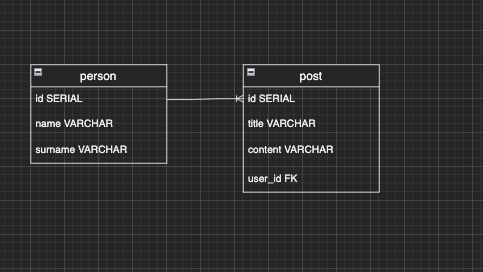 person
id SERIAL
name VARCHAR
surname VARCHAR
post
id SERIAL
title VARCHAR
content VARCHAR
user_id FK